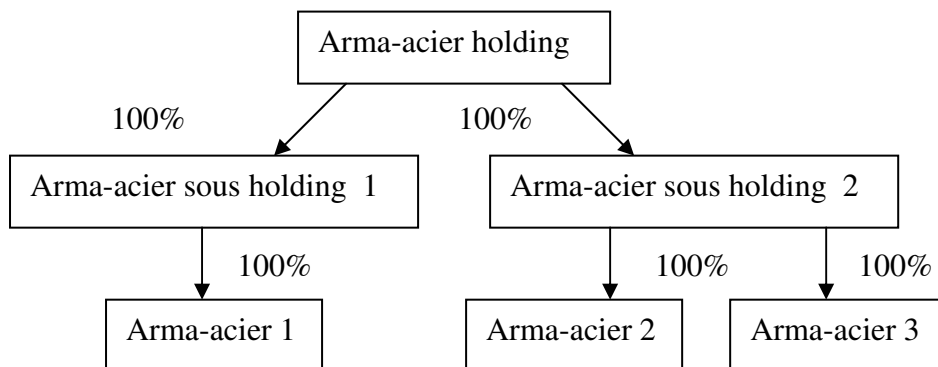 Arma-acier holding
100%
100%
Arma-acier sous holding 1
Arma-acier sous holding 2
100%
100%
100%
Arma-acier 1
Arma-acier 2
Arma-acier 3